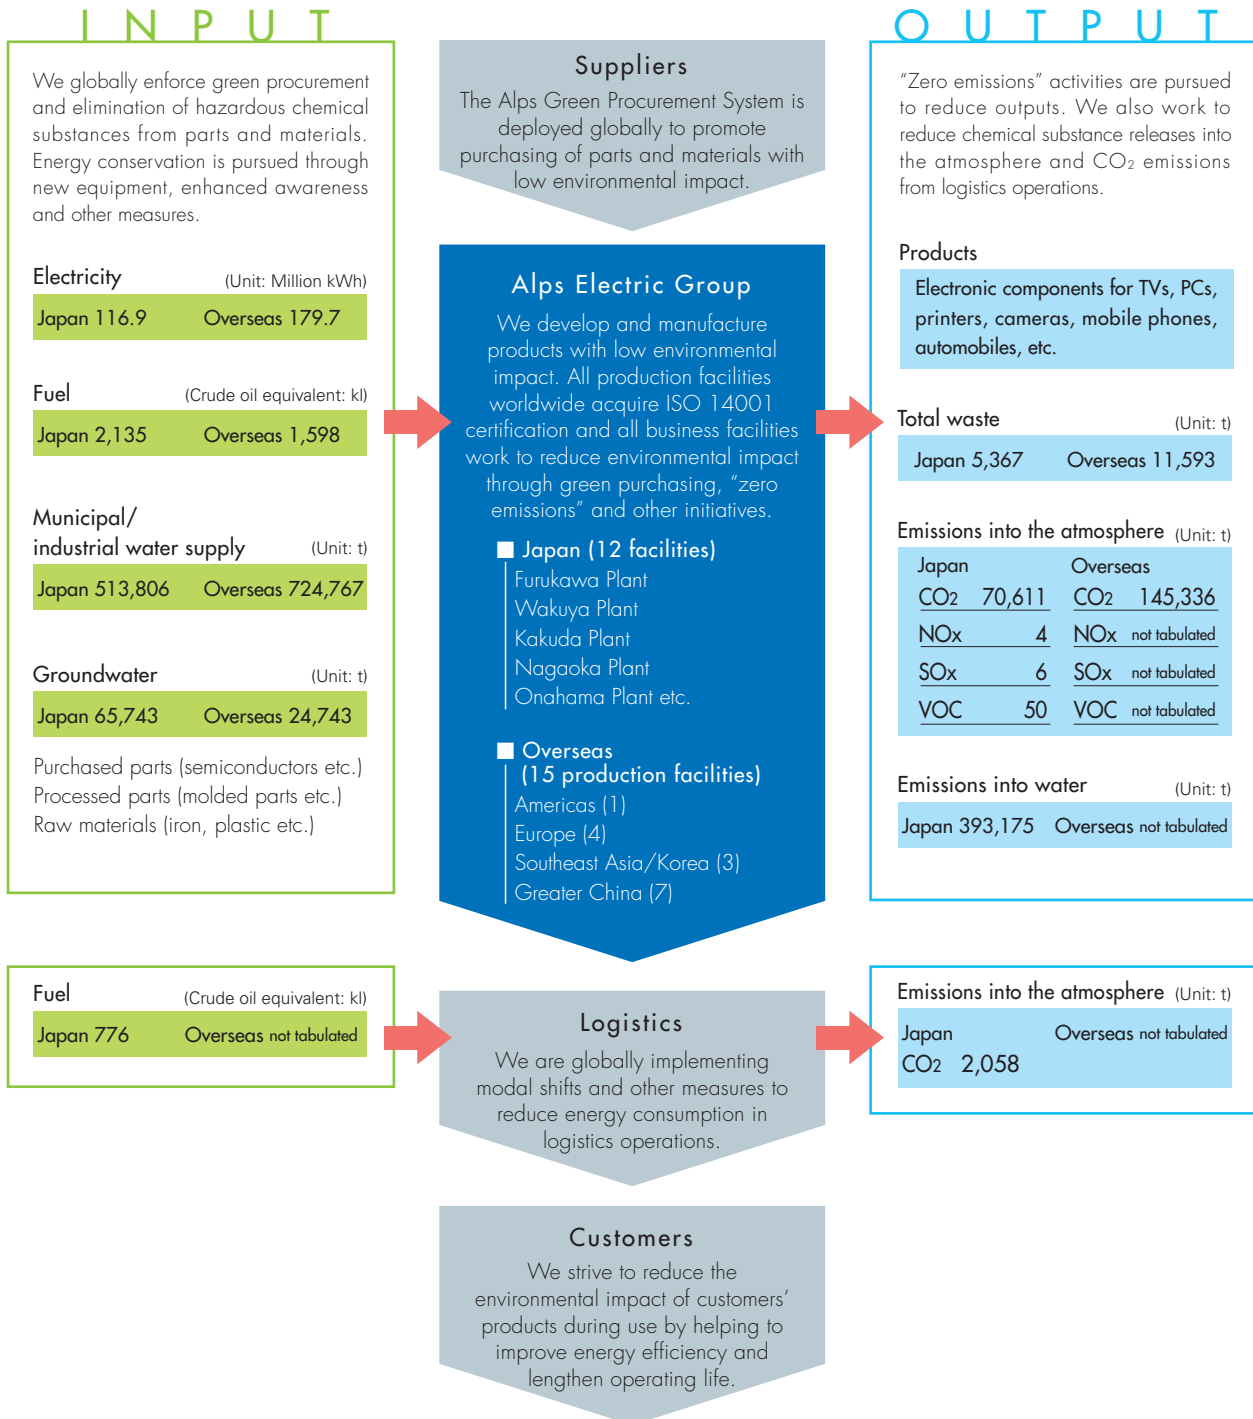 INPUT
We globally enforce green procurement
and elimination of hazardous chemical
substances from parts and materials.
Energy conservation is pursued through
new equipment, enhanced awareness
and other measures.
Electricity (Unit: Million kWh)
Japan 116.9 Overseas 179.7
Fuel (Crude oil equivalent: kl)
Japan 2,135 Overseas 1,598
Municipal/
industrial water supply (Unit: t)
Japan 513,806 Overseas 724,767
Groundwater (Unit: t)
Japan 65,743 Overseas 24,743
Purchased parts (semiconductors etc.)
Processed parts (molded parts etc.)
Raw materials (iron, plastic etc.)
Fuel (Crude oil equivalent: kl)
Japan 776 Overseas not tabulated
Suppliers
The Alps Green Procurement System is
deployed globally to promote
purchasing of parts and materials with
low environmental impact.
Alps Electric Group
We develop and manufacture
products with low environmental
impact. All production facilities
worldwide acquire ISO 14001
certification and all business facilities
work to reduce environmental impact
through green purchasing, “zero
emissions” and other initiatives.
■ Japan (12 facilities)
Furukawa Plant
Wakuya Plant
Kakuda Plant
Nagaoka Plant
Onahama Plant etc.
■ Overseas
(15 production facilities)
Americas (1)
Europe (4)
Southeast Asia/Korea (3)
Greater China (7)
Logistics
We are globally implementing
modal shifts and other measures to
reduce energy consumption in
logistics operations.
Customers
We strive to reduce the
environmental impact of customers’
products during use by helping to
improve energy efficiency and
lengthen operating life.
OUTPUT
“Zero emissions” activities are pursued
to reduce outputs. We also work to
reduce chemical substance releases into
the atmosphere and CO2 emissions
from logistics operations.
Products
Electronic components for TVs, PCs,
printers, cameras, mobile phones,
automobiles, etc.
Total waste (Unit: t)
Japan 5,367 Overseas 11,593
Emissions into the atmosphere (Unit: t)
Japan Overseas
CO2 70,611 CO2 145,336
NOx 4 NOx not tabulated
SOx 6 SOx not tabulated
VOC 50 VOC not tabulated
Emissions into water (Unit: t)
Japan 393,175 Overseas not tabulated
Emissions into the atmosphere (Unit: t)
Japan Overseas not tabulated
CO2 2,058